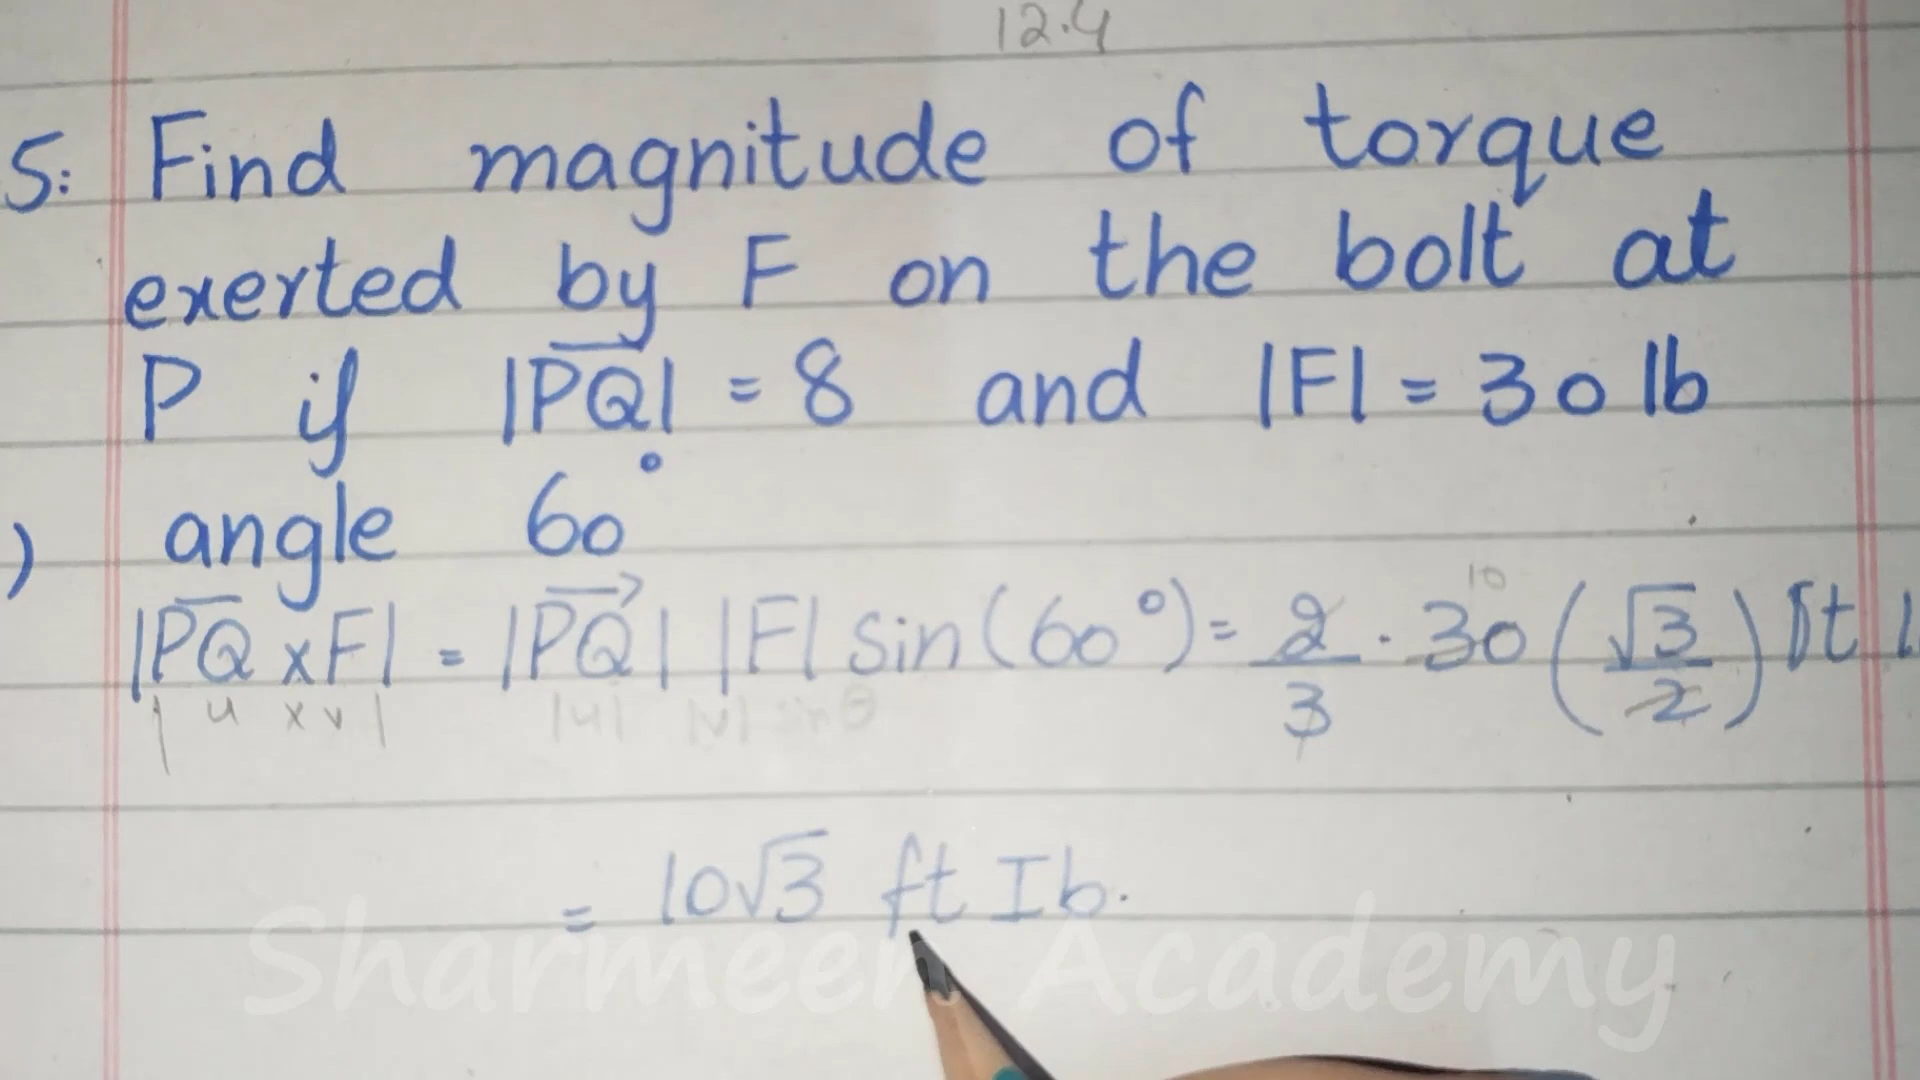 12.4
5: Find magnitude of torque
exerted by F on the bolt at
P if |PQ| = 8 and |F| = 30 lb
) angle 60°
|PQ × F| = |PQ| |F| sin(60°) = 2/3 · 30 (√3/2) ft l
10
| u × v | |u| |v| sin θ
= 10√3 ft Ib.
Sharmeen Academy